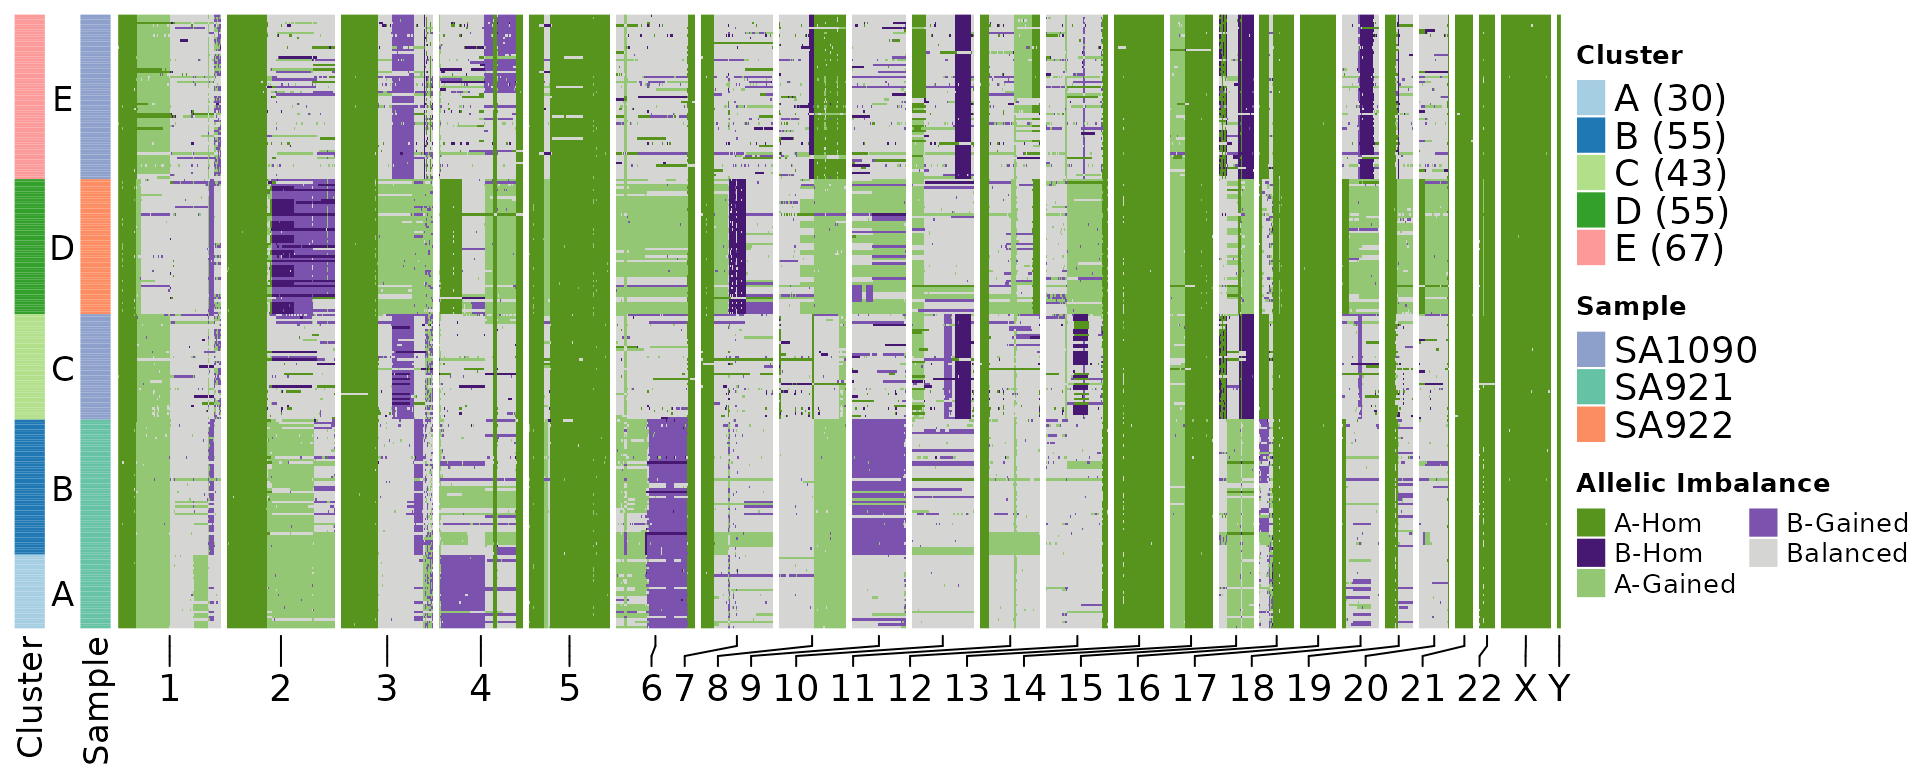 E
D
C
B
A
Cluster
Sample
1 2 3 4 5 6 7 8 9 10 11 12 13 14 15 16 17 18 19 20 21 22 X Y
Cluster
A (30)
B (55)
C (43)
D (55)
E (67)
Sample
SA1090
SA921
SA922
Allelic Imbalance
A-Hom B-Gained
B-Hom Balanced
A-Gained